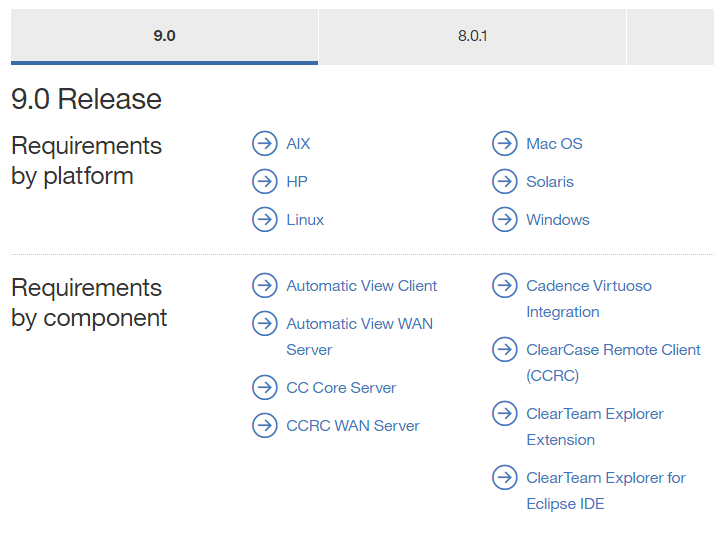 9.0
8.0.1
9.0 Release
Requirements
by platform
AIX
HP
Linux
Mac OS
Solaris
Windows
Requirements
by component
Automatic View Client
Automatic View WAN
Server
CC Core Server
CCRC WAN Server
Cadence Virtuoso
Integration
ClearCase Remote Client
(CCRC)
ClearTeam Explorer
Extension
ClearTeam Explorer for
Eclipse IDE